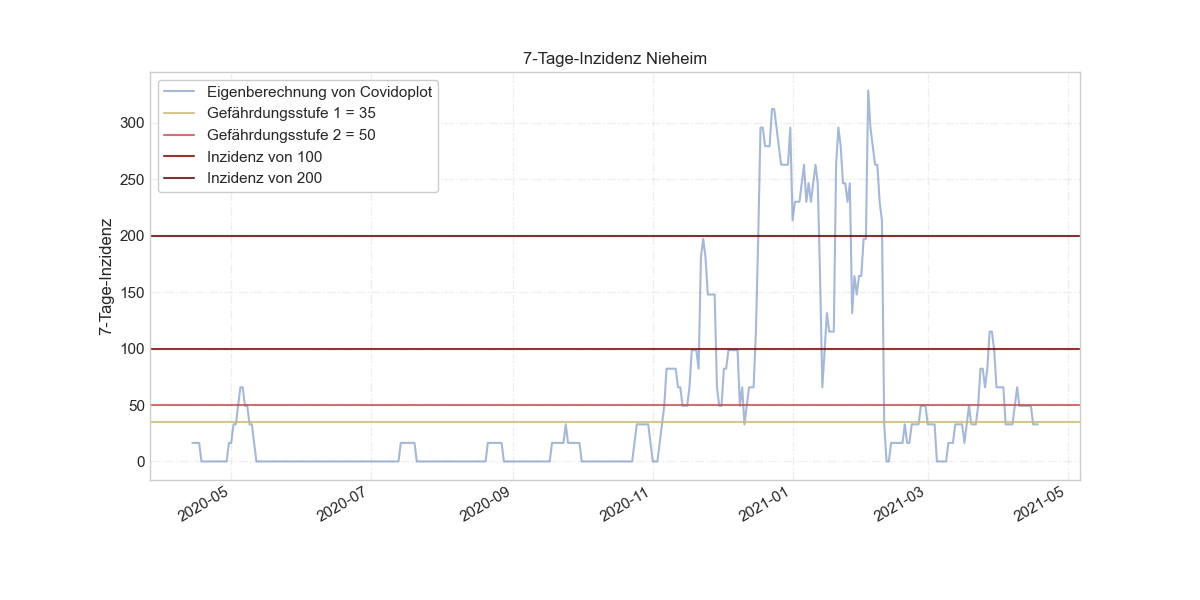 7-Tage-Inzidenz Nieheim
Eigenberechnung von Covidoplot
Gefährdungsstufe 1 = 35
Gefährdungsstufe 2 = 50
Inzidenz von 100
Inzidenz von 200
7-Tage-Inzidenz
300
250
200
150
100
50
0
2020-05
2020-07
2020-09
2020-11
2021-01
2021-03
2021-05